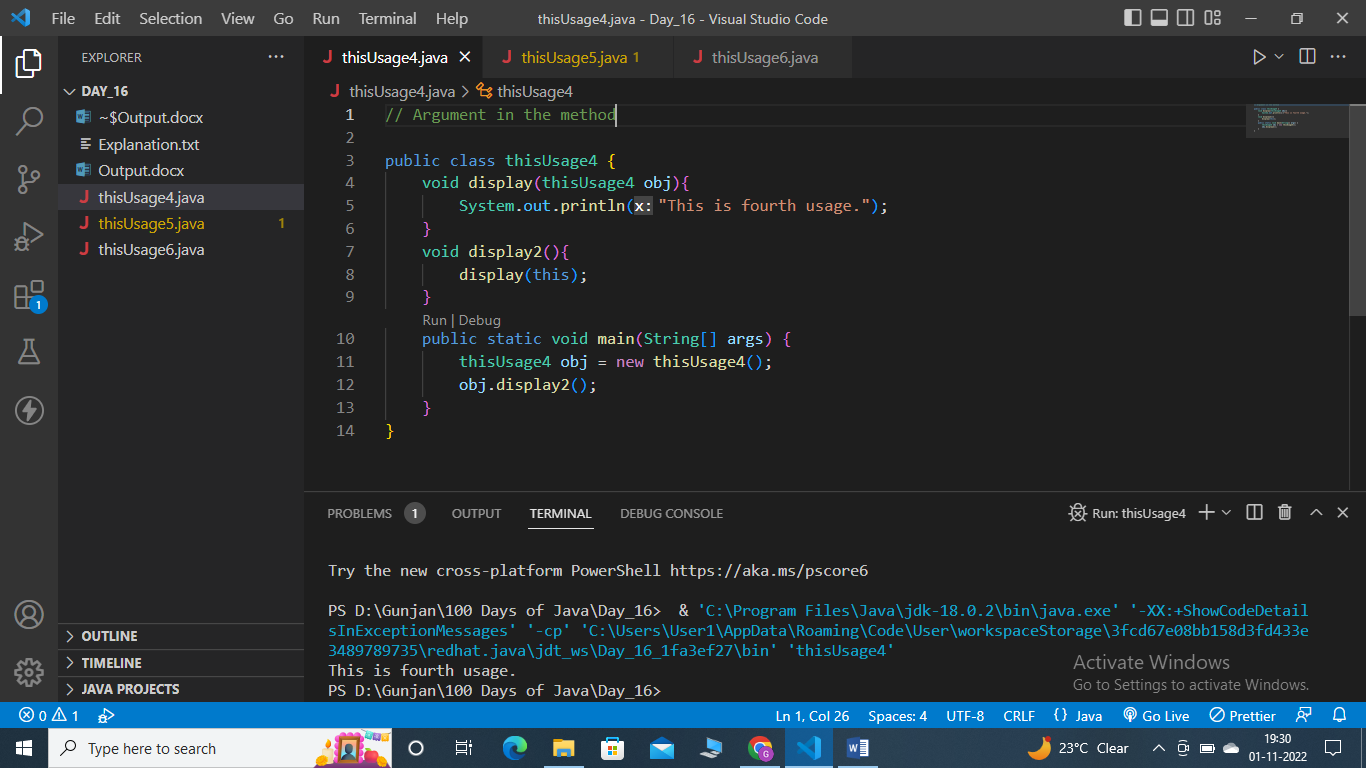 File Edit Selection View Go Run Terminal Help thisUsage4.java - Day_16 - Visual Studio Code
EXPLORER
DAY_16
~$Output.docx
Explanation.txt
Output.docx
thisUsage4.java
thisUsage5.java 1
thisUsage6.java
OUTLINE
TIMELINE
JAVA PROJECTS
1
thisUsage4.java thisUsage5.java 1 thisUsage6.java
thisUsage4.java > thisUsage4
1 // Argument in the method
2
3 public class thisUsage4 {
4 void display(thisUsage4 obj){
5 System.out.println(x: "This is fourth usage.");
6 }
7 void display2(){
8 display(this);
9 }
Run | Debug
10 public static void main(String[] args) {
11 thisUsage4 obj = new thisUsage4();
12 obj.display2();
13 }
14 }
PROBLEMS 1 OUTPUT TERMINAL DEBUG CONSOLE Run: thisUsage4
Try the new cross-platform PowerShell https://aka.ms/pscore6
PS D:\Gunjan\100 Days of Java\Day_16>  & 'C:\Program Files\Java\jdk-18.0.2\bin\java.exe' '-XX:+ShowCodeDetail
sInExceptionMessages' '-cp' 'C:\Users\User1\AppData\Roaming\Code\User\workspaceStorage\3fcd67e08bb158d3fd433e
3489789735\redhat.java\jdt_ws\Day_16_1fa3ef27\bin' 'thisUsage4'
This is fourth usage.
PS D:\Gunjan\100 Days of Java\Day_16>
Activate Windows
Go to Settings to activate Windows.
0 1 Ln 1, Col 26 Spaces: 4 UTF-8 CRLF {} Java Go Live Prettier
Type here to search 23°C Clear 19:30
01-11-2022